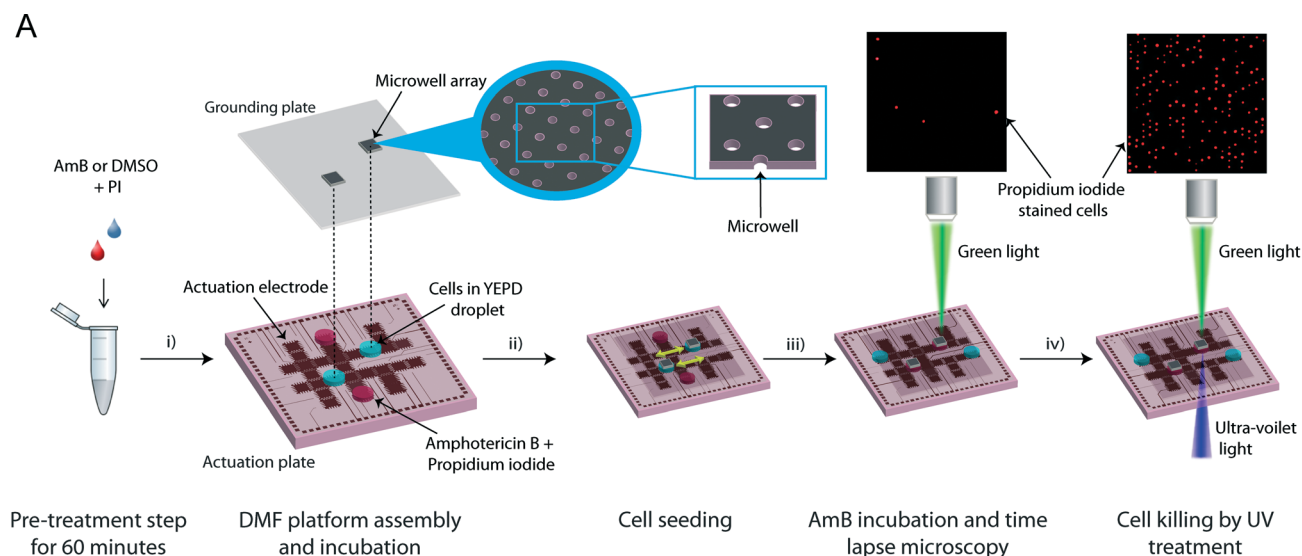 A
Microwell array
Grounding plate
AmB or DMSO
+ PI
Microwell
Propidium iodide
stained cells
Green light
Green light
Actuation electrode
Cells in YEPD
droplet
i)
ii)
iii)
iv)
Amphotericin B +
Propidium iodide
Actuation plate
Ultra-voilet
light
Pre-treatment step
for 60 minutes
DMF platform assembly
and incubation
Cell seeding
AmB incubation and time
lapse microscopy
Cell killing by UV
treatment